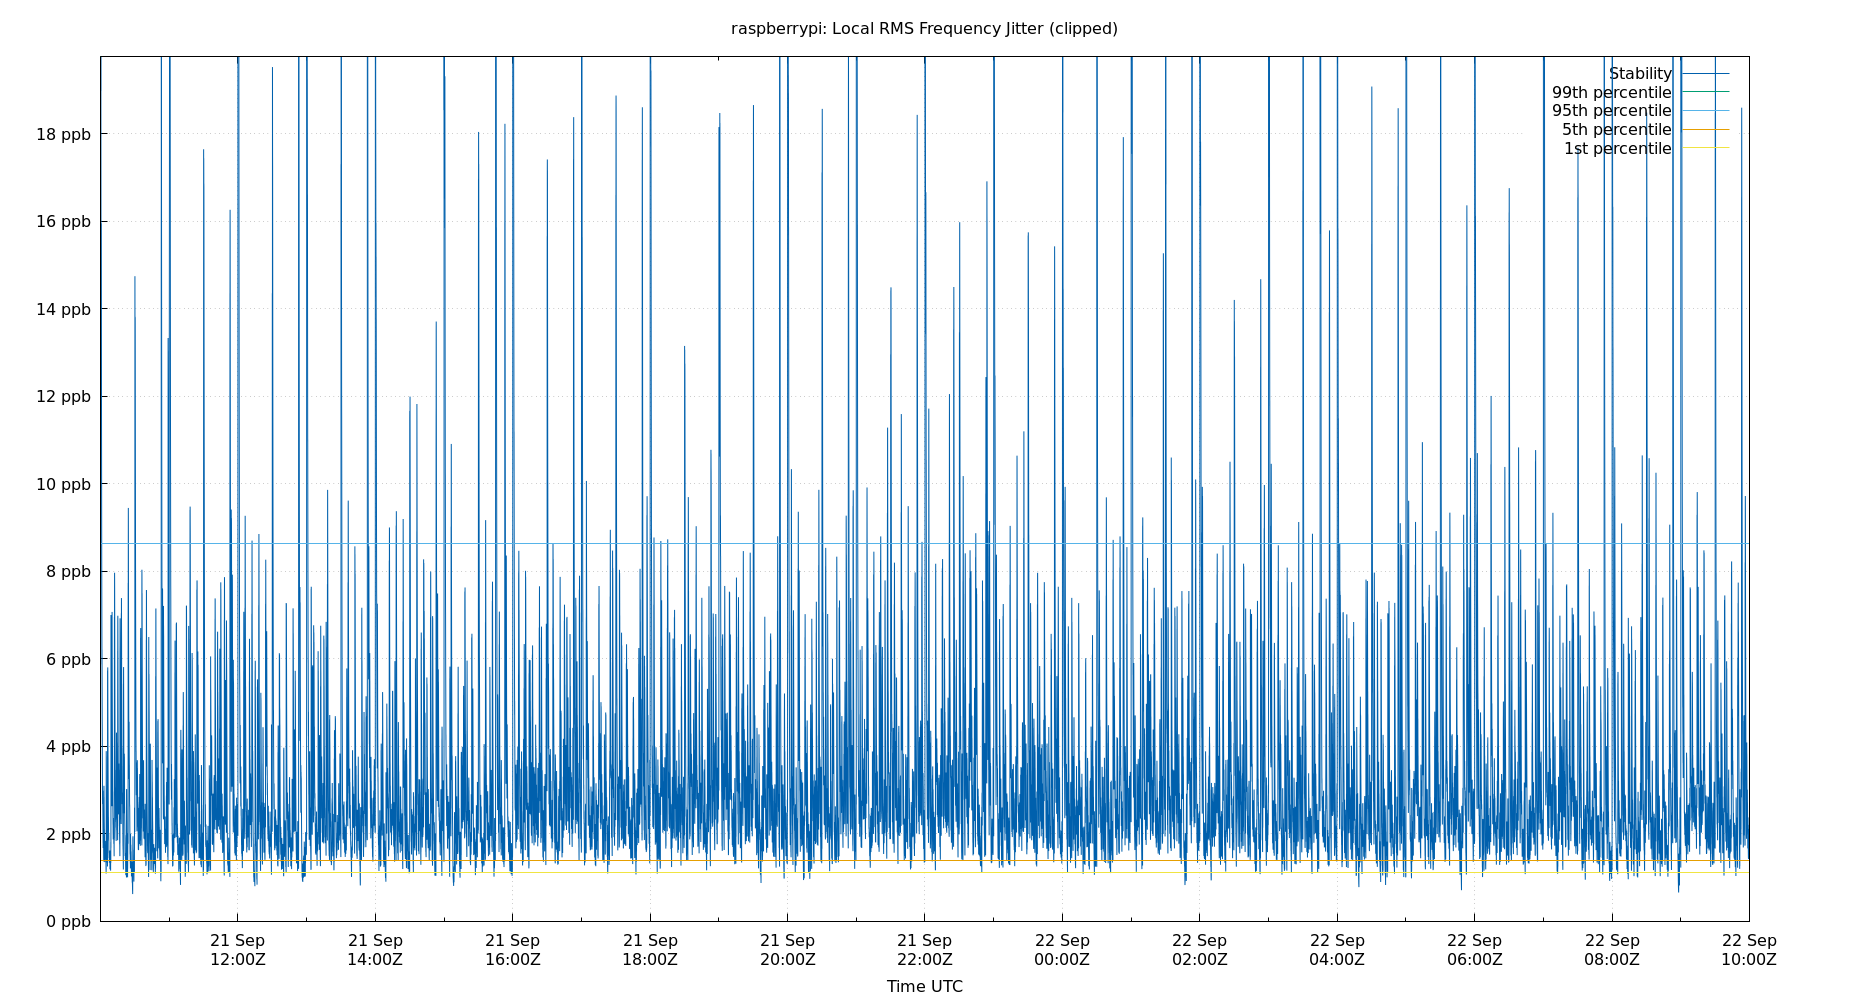 raspberrypi: Local RMS Frequency Jitter (clipped)
Stability
99th percentile
95th percentile
5th percentile
1st percentile
18 ppb
16 ppb
14 ppb
12 ppb
10 ppb
8 ppb
6 ppb
4 ppb
2 ppb
0 ppb
21 Sep 21 Sep 21 Sep 21 Sep 21 Sep 21 Sep 22 Sep 22 Sep 22 Sep 22 Sep 22 Sep 22 Sep
12:00Z 14:00Z 16:00Z 18:00Z 20:00Z 22:00Z 00:00Z 02:00Z 04:00Z 06:00Z 08:00Z 10:00Z
Time UTC